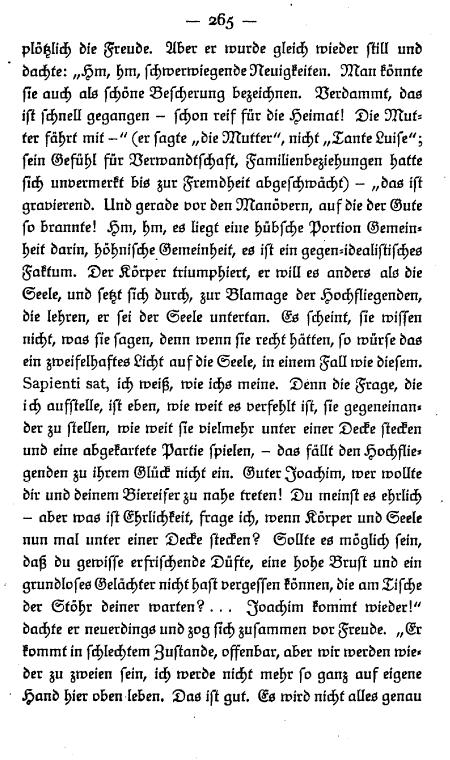 — 265 —
plötzlich die Freude. Aber er wurde gleich wieder still und
dachte: „Hm, hm, schwerwiegende Neuigkeiten. Man könnte
sie auch als schöne Bescherung bezeichnen. Verdammt, das
ist schnell gegangen – schon reif für die Heimat! Die Mut-
ter fährt mit –“ (er sagte „die Mutter“, nicht „Tante Luise“;
sein Gefühl für Verwandtschaft, Familienbeziehungen hatte
sich unvermerkt bis zur Fremdheit abgeschwächt) – „das ist
gravierend. Und gerade vor den Manövern, auf die der Gute
so brannte! Hm, hm, es liegt eine hübsche Portion Gemein-
heit darin, höhnische Gemeinheit, es ist ein gegen-idealistisches
Faktum. Der Körper triumphiert, er will es anders als die
Seele, und setzt sich durch, zur Blamage der Hochfliegenden,
die lehren, er sei der Seele untertan. Es scheint, sie wissen
nicht, was sie sagen, denn wenn sie recht hätten, so würfe das
ein zweifelhaftes Licht auf die Seele, in einem Fall wie diesem.
Sapienti sat, ich weiß, wie ichs meine. Denn die Frage, die
ich aufstelle, ist eben, wie weit es verfehlt ist, sie gegeneinan-
der zu stellen, wie weit sie vielmehr unter einer Decke stecken
und eine abgekartete Partie spielen, – das fällt den Hochflie-
genden zu ihrem Glück nicht ein. Guter Joachim, wer wollte
dir und deinem Biereifer zu nahe treten! Du meinst es ehrlich
– aber was ist Ehrlichkeit, frage ich, wenn Körper und Seele
nun mal unter einer Decke stecken? Sollte es möglich sein,
daß du gewisse erfrischende Düfte, eine hohe Brust und ein
grundloses Gelächter nicht hast vergessen können, die am Tische
der Stöhr deiner warten? . . . Joachim kommt wieder!“
dachte er neuerdings und zog sich zusammen vor Freude. „Er
kommt in schlechtem Zustande, offenbar, aber wir werden wie-
der zu zweien sein, ich werde nicht mehr so ganz auf eigene
Hand hier oben leben. Das ist gut. Es wird nicht alles genau